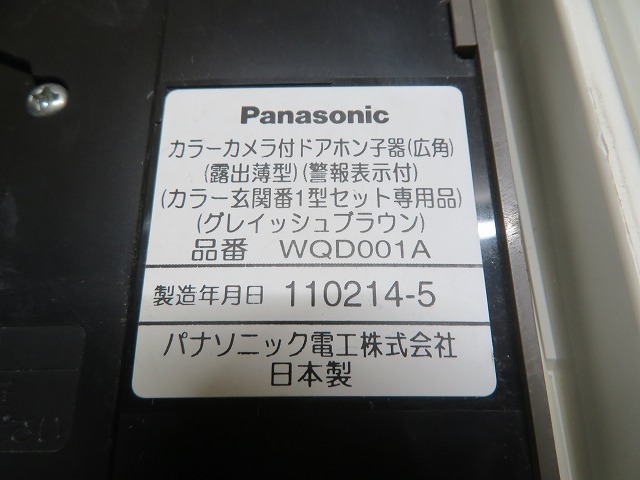 Panasonic
カラーカメラ付ドアホン子器(広角)
(露出薄型)(警報表示付)
(カラー玄関番1型セット専用品)
(グレイッシュブラウン)
品番 WQD001A
製造年月日 110214-5
パナソニック電工株式会社
日本製